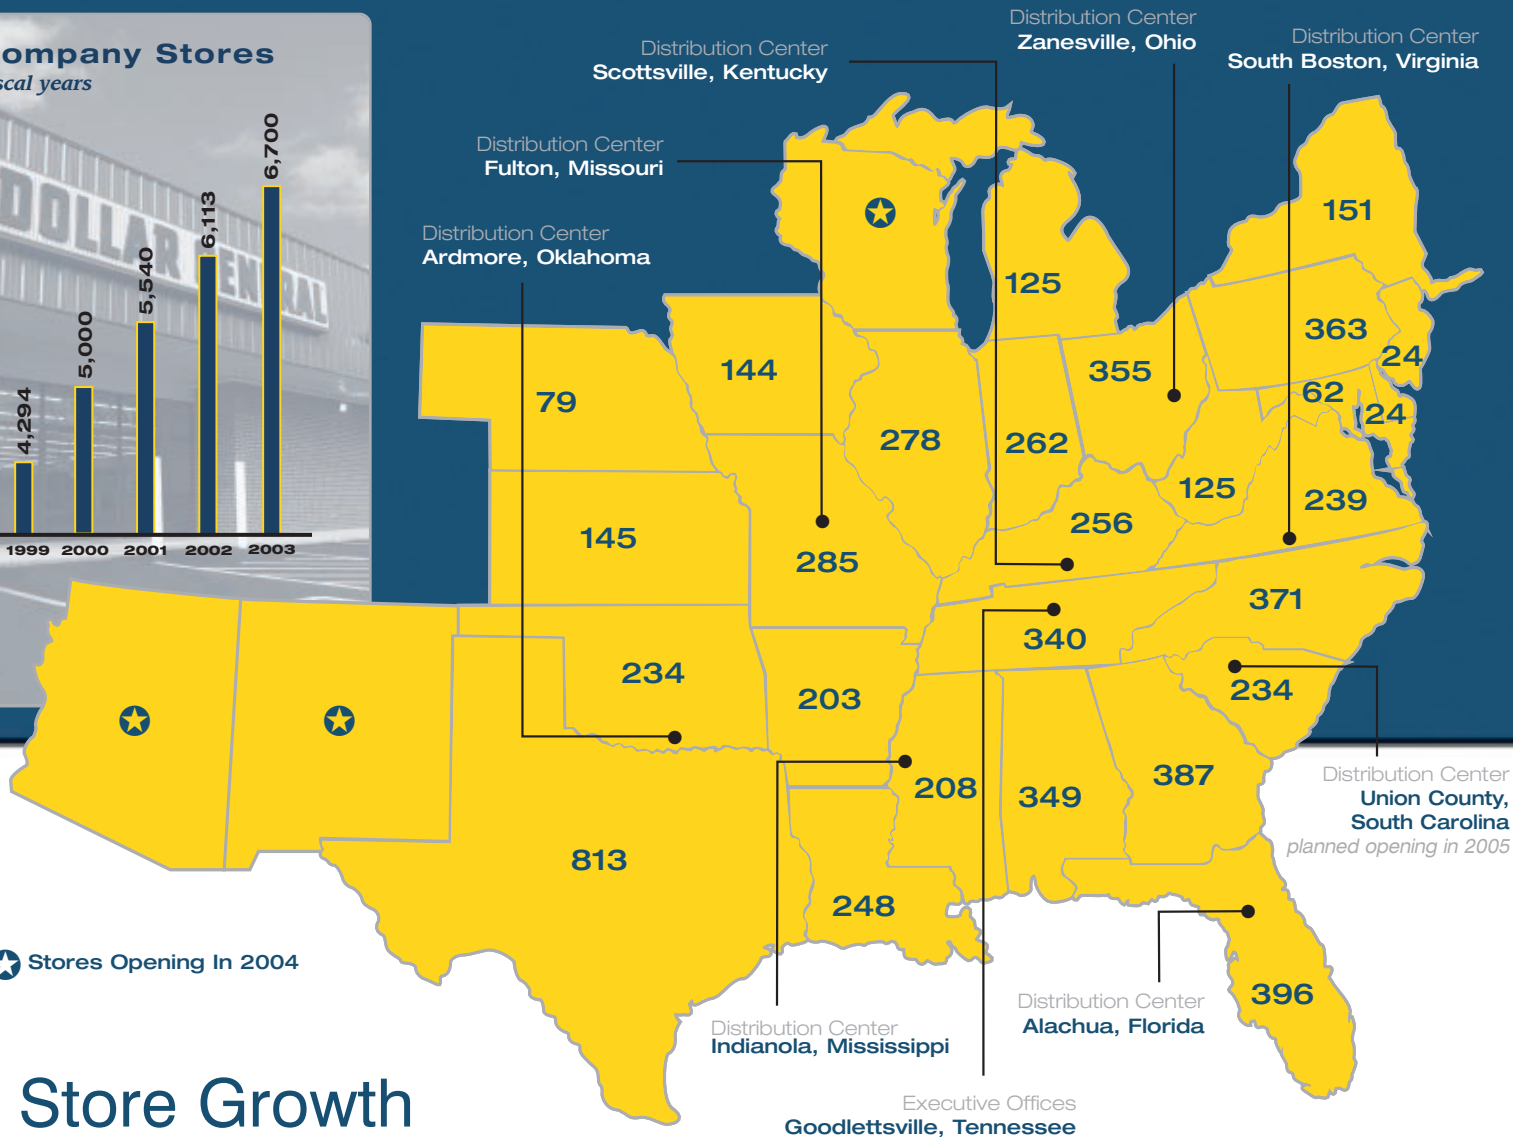 ompany Stores
scal years
4,294
5,000
5,540
6,113
6,700
DOLLAR GENERAL
1999 2000 2001 2002 2003
Distribution Center
Scottsville, Kentucky
Distribution Center
Zanesville, Ohio
Distribution Center
South Boston, Virginia
Distribution Center
Fulton, Missouri
Distribution Center
Ardmore, Oklahoma
151
125
363
24
144
355
79
62
24
278
262
125
239
256
145
285
371
340
234
234
203
387
208
349
813
248
396
Distribution Center
Union County,
South Carolina
planned opening in 2005
Stores Opening In 2004
Distribution Center
Indianola, Mississippi
Distribution Center
Alachua, Florida
Executive Offices
Goodlettsville, Tennessee
Store Growth